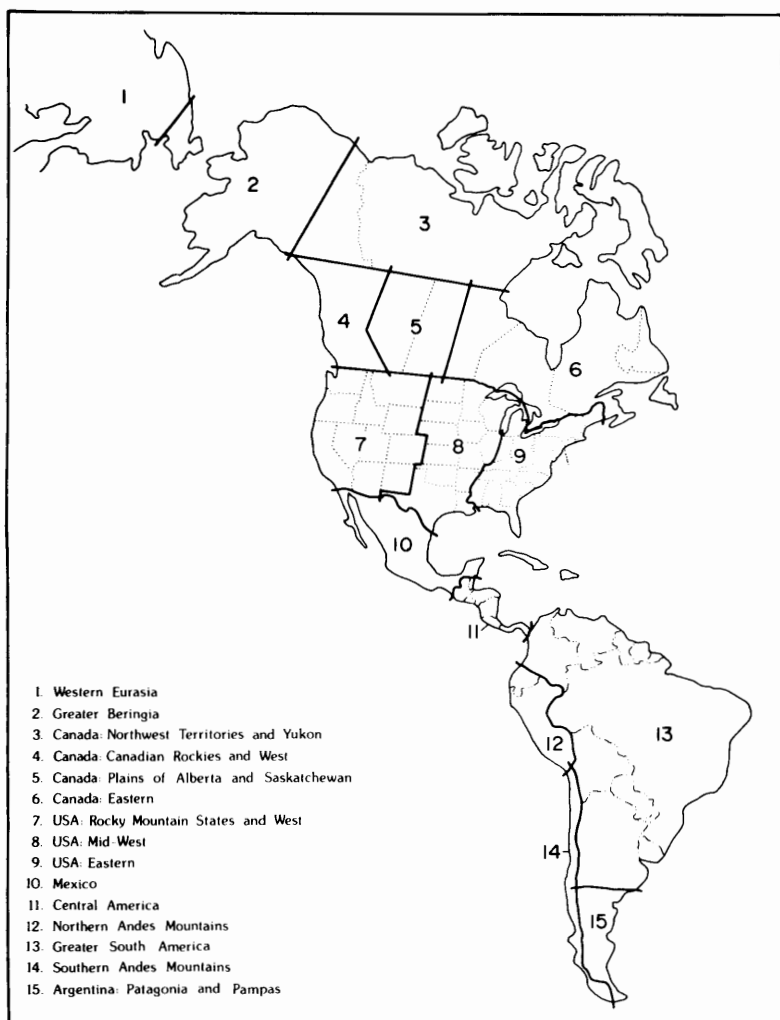 1
2
3
4
5
6
7
8
9
10
11
12
13
14
15
1. Western Eurasia
2. Greater Beringia
3. Canada: Northwest Territories and Yukon
4. Canada: Canadian Rockies and West
5. Canada: Plains of Alberta and Saskatchewan
6. Canada: Eastern
7. USA: Rocky Mountain States and West
8. USA: Mid-West
9. USA: Eastern
10. Mexico
11. Central America
12. Northern Andes Mountains
13. Greater South America
14. Southern Andes Mountains
15. Argentina: Patagonia and Pampas